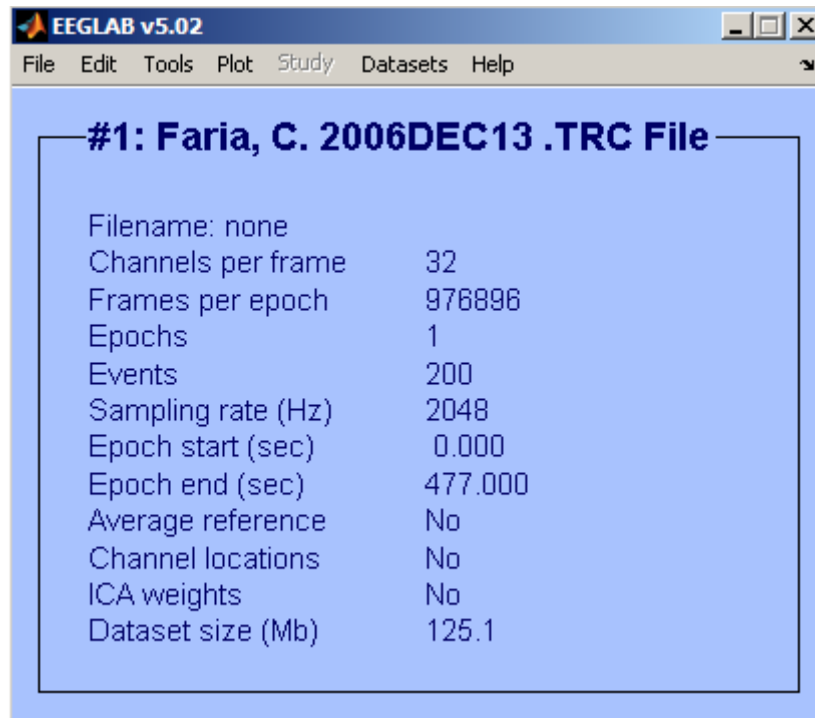 EEGLAB v5.02
File Edit Tools Plot Study Datasets Help
#1: Faria, C. 2006DEC13 .TRC File
Filename: none
Channels per frame 32
Frames per epoch 976896
Epochs 1
Events 200
Sampling rate (Hz) 2048
Epoch start (sec) 0.000
Epoch end (sec) 477.000
Average reference No
Channel locations No
ICA weights No
Dataset size (Mb) 125.1